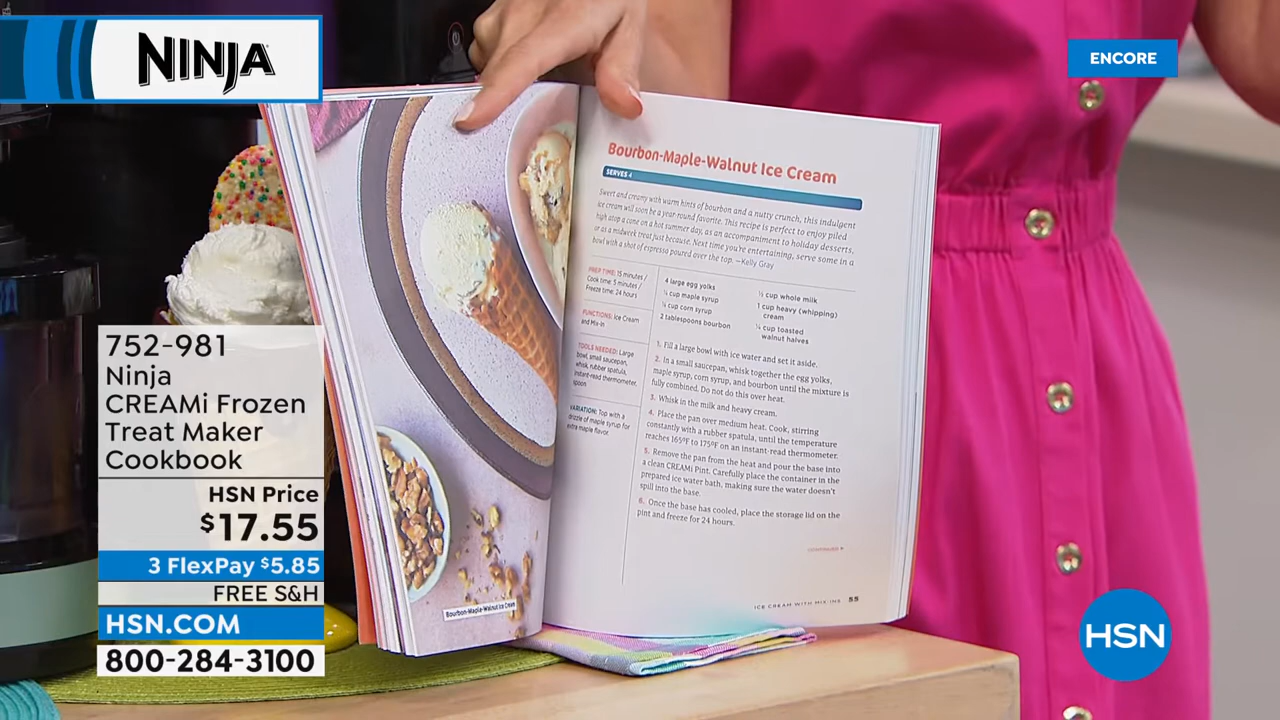 NINJA
ENCORE
752-981
Ninja
CREAMi Frozen
Treat Maker
Cookbook
HSN Price
$17.55
3 FlexPay $5.85
FREE S&H
HSN.COM
800-284-3100
Bourbon-Maple-Walnut Ice Cream
Bourbon-Maple-Walnut Ice Cream
SERVES 4
Sweet and creamy with warm hints of bourbon and a nutty crunch, this indulgent
ice cream will soon be a year-round favorite. This recipe is perfect to enjoy piled
high atop a cone on a hot summer day, as an accompaniment to holiday desserts,
or as a midweek treat just because. Next time you're entertaining, serve some in a
bowl with a shot of espresso poured over the top. —Kelly Gray
PREP TIME: 15 minutes /
Cook time: 5 minutes /
Freeze time: 24 hours
FUNCTIONS: Ice Cream
and Mix-in
TOOLS NEEDED: Large
bowl, small saucepan,
whisk, rubber spatula,
instant-read thermometer,
spoon
VARIATION: Top with a
drizzle of maple syrup for
extra maple flavor.
4 large egg yolks
cup maple syrup
cup corn syrup
2 tablespoons bourbon
½ cup whole milk
1 cup heavy (whipping)
cream
¼ cup toasted
walnut halves
1. Fill a large bowl with ice water and set it aside.
2. In a small saucepan, whisk together the egg yolks,
maple syrup, corn syrup, and bourbon until the mixture is
fully combined. Do not do this over heat.
3. Whisk in the milk and heavy cream.
4. Place the pan over medium heat. Cook, stirring
constantly with a rubber spatula, until the temperature
reaches 165°F to 175°F on an instant-read thermometer.
5. Remove the pan from the heat and pour the base into
a clean CREAMi Pint. Carefully place the container in the
prepared ice water bath, making sure the water doesn't
spill into the base.
6. Once the base has cooled, place the storage lid on the
pint and freeze for 24 hours.
CONTINUED
ICE CREAM WITH MIX-INS 55
HSN